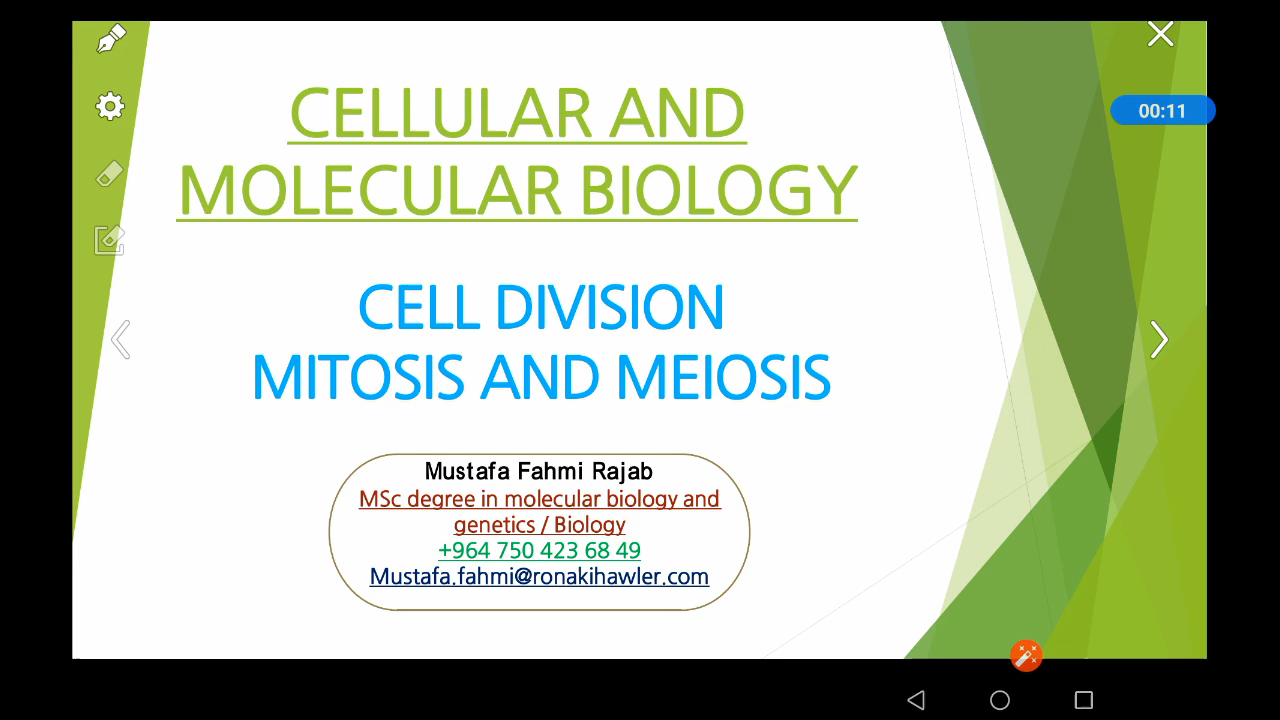 CELLULAR AND
MOLECULAR BIOLOGY
00:11
CELL DIVISION
MITOSIS AND MEIOSIS
Mustafa Fahmi Rajab
MSc degree in molecular biology and
genetics / Biology
+964 750 423 68 49
Mustafa.fahmi@ronakihawler.com